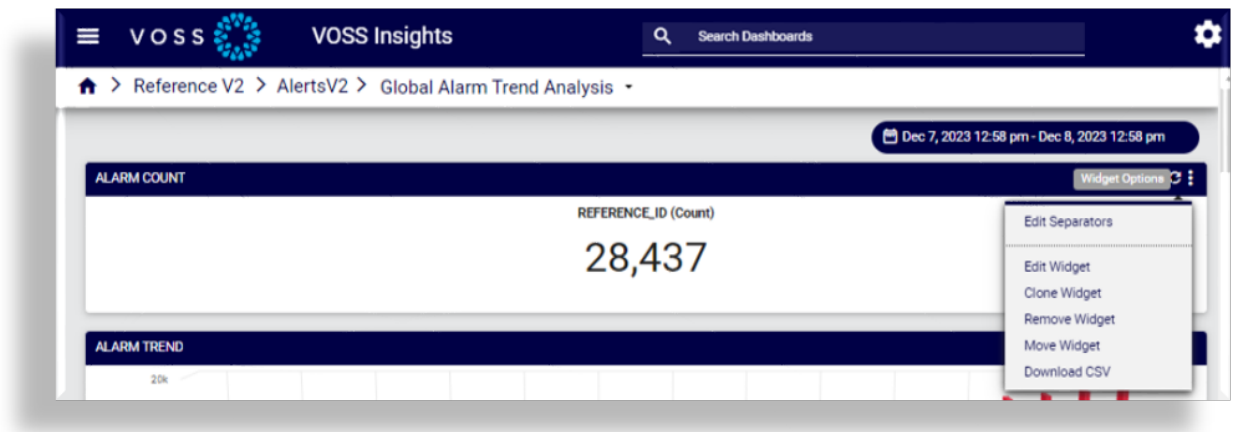 VOSS VOSS Insights Search Dashboards
Reference V2 > AlertsV2 > Global Alarm Trend Analysis
Dec 7, 2023 12:58 pm - Dec 8, 2023 12:58 pm
ALARM COUNT Widget Options
REFERENCE_ID (Count)
28,437
Edit Separators
Edit Widget
Clone Widget
Remove Widget
Move Widget
Download CSV
ALARM TREND
20k